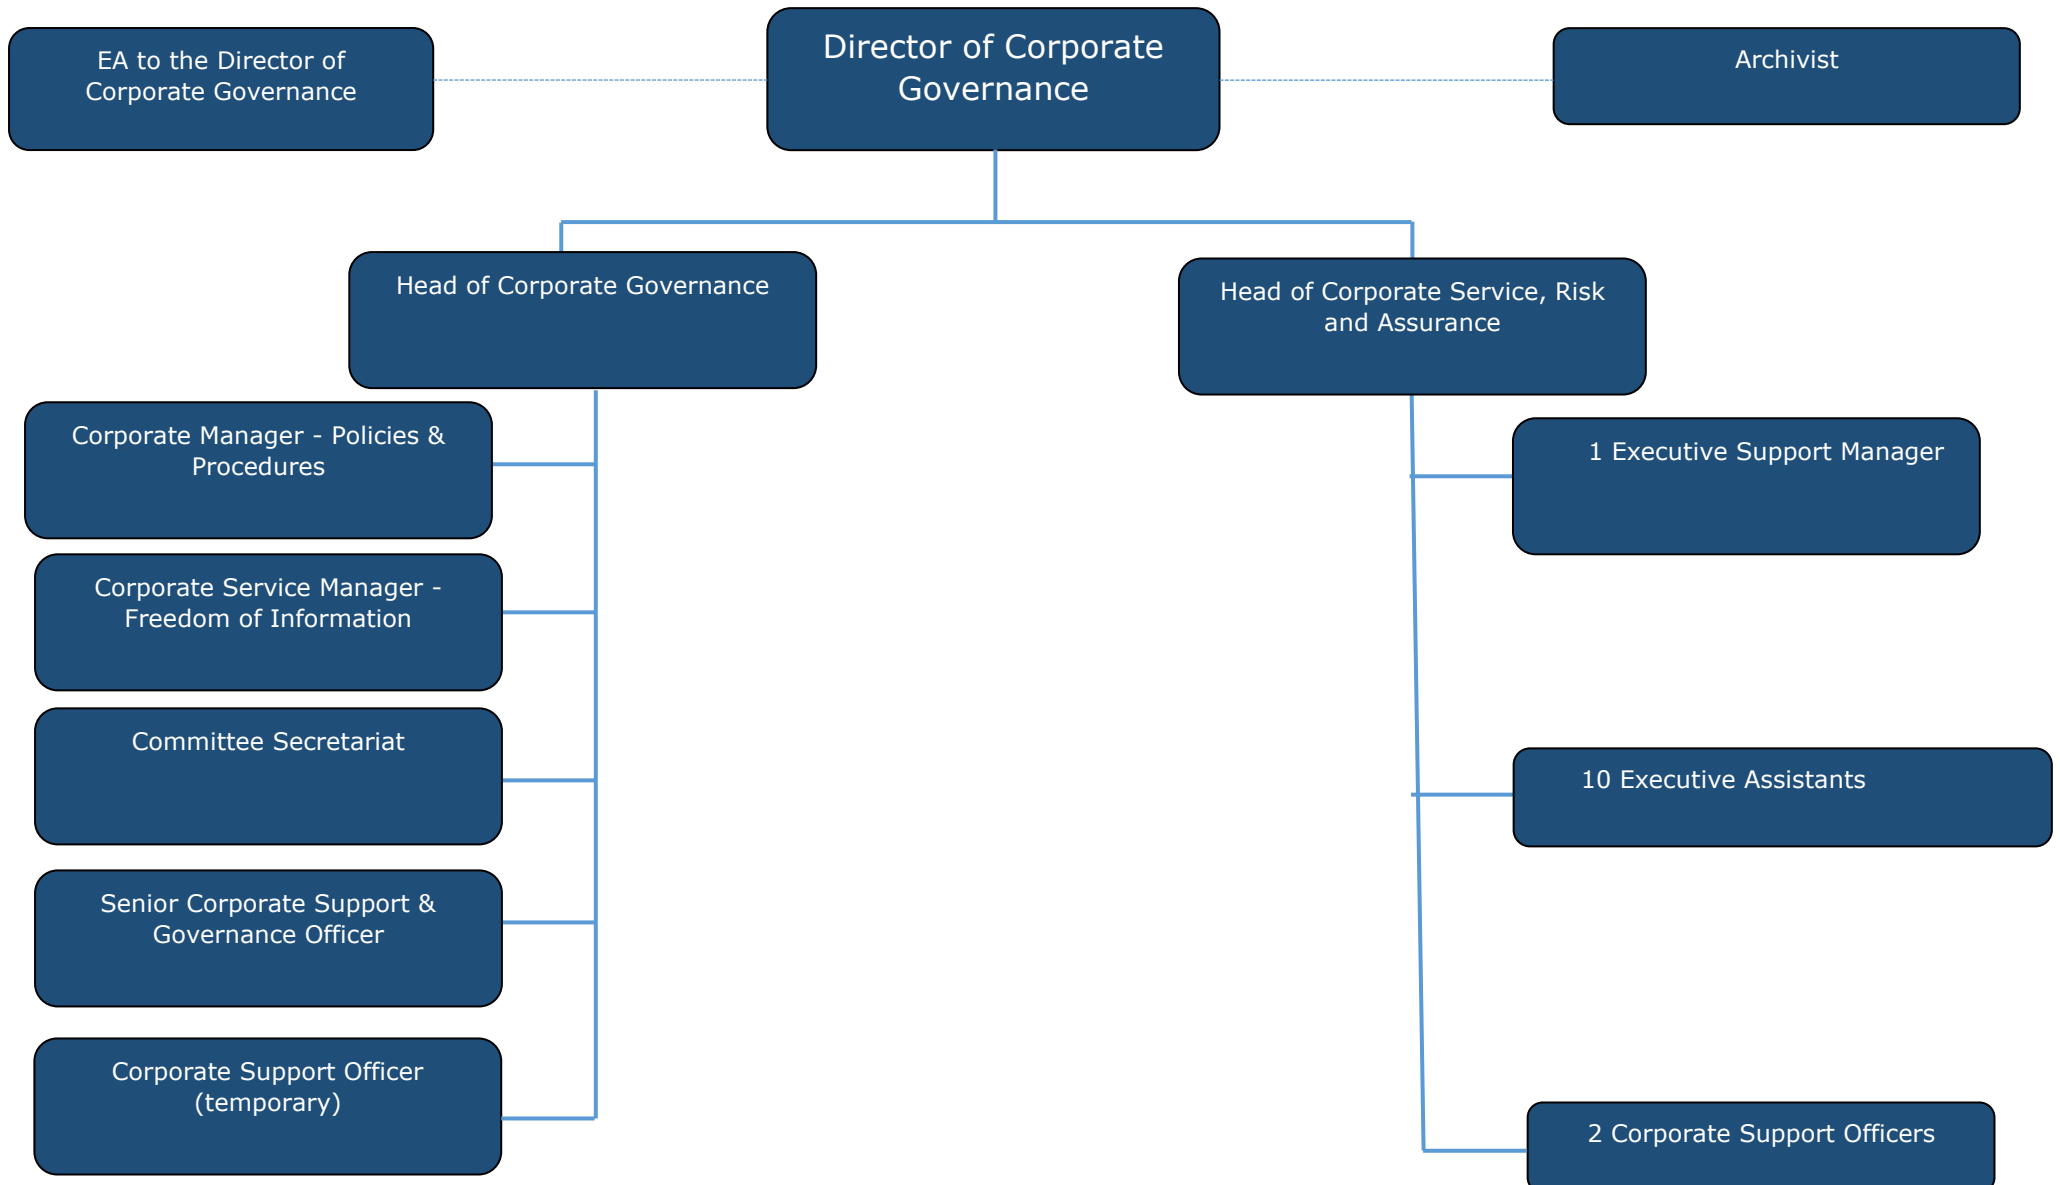 EA to the Director of
Corporate Governance
Director of Corporate
Governance
Archivist
Head of Corporate Governance
Head of Corporate Service, Risk
and Assurance
Corporate Manager - Policies &
Procedures
Corporate Service Manager -
Freedom of Information
Committee Secretariat
Senior Corporate Support &
Governance Officer
Corporate Support Officer
(temporary)
1 Executive Support Manager
10 Executive Assistants
2 Corporate Support Officers